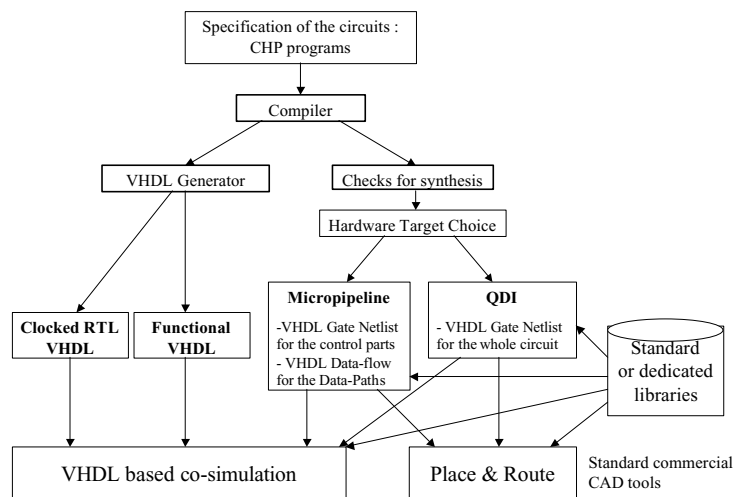 Specification of the circuits :
CHP programs
Compiler
VHDL Generator
Checks for synthesis
Hardware Target Choice
Clocked RTL
VHDL
Functional
VHDL
Micropipeline
-VHDL Gate Netlist
for the control parts
- VHDL Data-flow
for the Data-Paths
QDI
- VHDL Gate Netlist
for the whole circuit
Standard
or dedicated
libraries
VHDL based co-simulation
Place & Route
Standard commercial
CAD tools